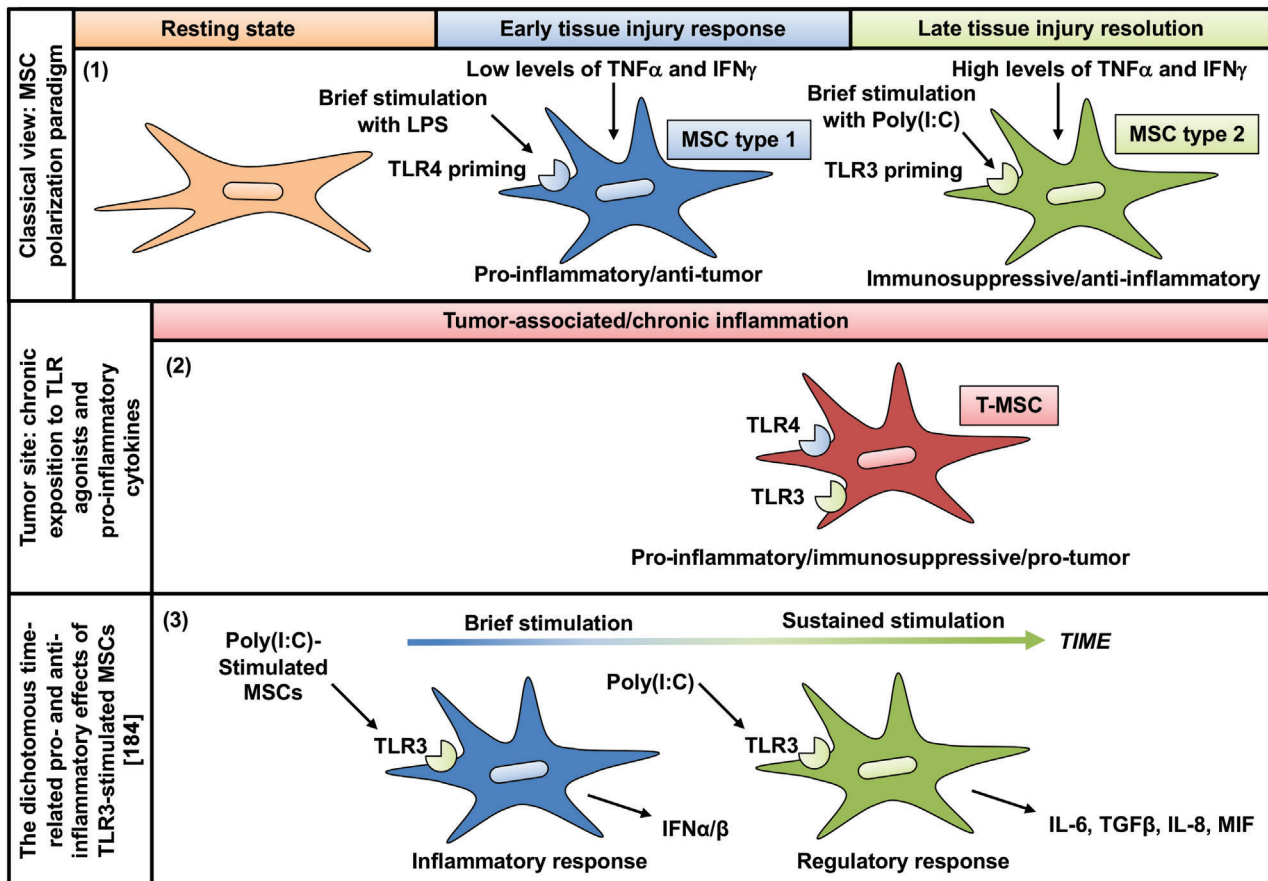 Classical view: MSC
polarization paradigm
Resting state
Early tissue injury response
Late tissue injury resolution
(1)
Low levels of TNFα and IFNγ
Brief stimulation
with LPS
TLR4 priming
MSC type 1
Pro-inflammatory/anti-tumor
High levels of TNFα and IFNγ
Brief stimulation
with Poly(I:C)
TLR3 priming
MSC type 2
Immunosuppressive/anti-inflammatory
Tumor site: chronic
exposition to TLR
agonists and
pro-inflammatory
cytokines
Tumor-associated/chronic inflammation
(2)
T-MSC
TLR4
TLR3
Pro-inflammatory/immunosuppressive/pro-tumor
The dichotomous time-
related pro- and anti-
inflammatory effects of
TLR3-stimulated MSCs
[184]
(3)
Brief stimulation
Sustained stimulation
TIME
Poly(I:C)-
Stimulated
MSCs
TLR3
IFNα/β
Inflammatory response
Poly(I:C)
TLR3
IL-6, TGFβ, IL-8, MIF
Regulatory response